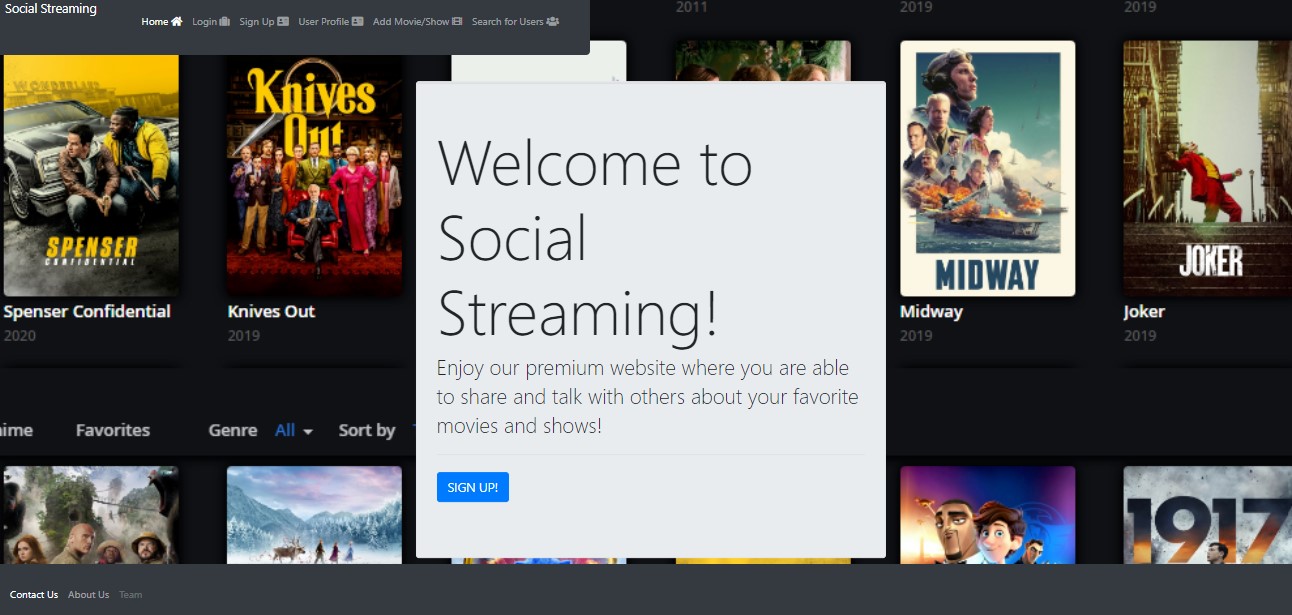 Social Streaming
Home Login Sign Up User Profile Add Movie/Show Search for Users
2011 2019 2019
WONDERLAND
SPENSER
CONFIDENTIAL
Knives
Out
MIDWAY
JOKER
Spenser Confidential Knives Out Midway Joker
2020 2019 2019 2019
Welcome to
Social
Streaming!
Enjoy our premium website where you are able
to share and talk with others about your favorite
movies and shows!
SIGN UP!
Favorites Genre All Sort by
1917
Contact Us About Us Team